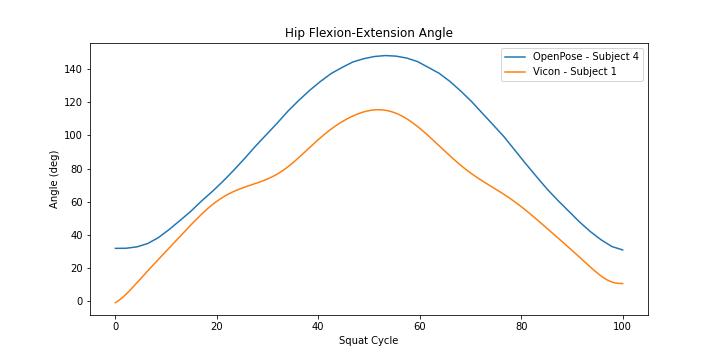 Hip Flexion-Extension Angle
OpenPose - Subject 4
Vicon - Subject 1
Angle (deg)
140
120
100
80
60
40
20
0
0 20 40 60 80 100
Squat Cycle